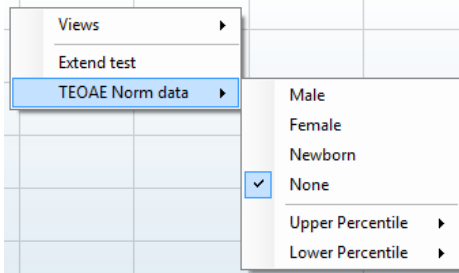 Views
Extend test
TEOAE Norm data
Male
Female
Newborn
None
Upper Percentile
Lower Percentile